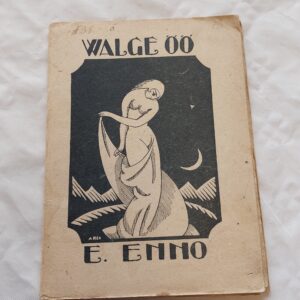 WALGE ÖÖ
E. ENNO